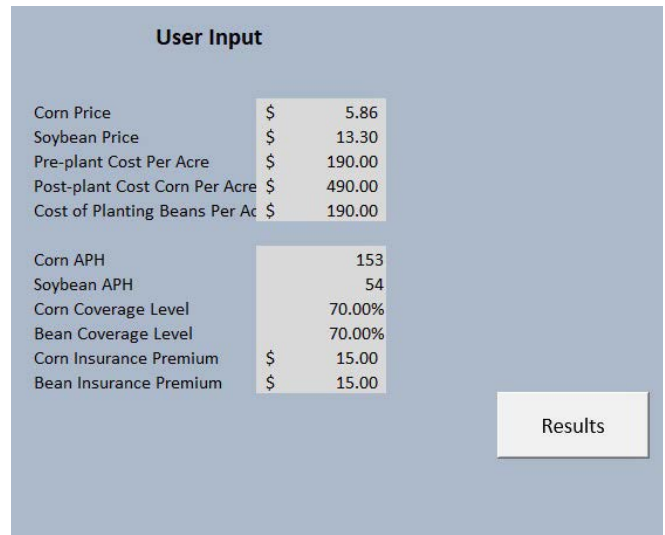 User Input
Corn Price $ 5.86
Soybean Price $ 13.30
Pre-plant Cost Per Acre $ 190.00
Post-plant Cost Corn Per Acre $ 490.00
Cost of Planting Beans Per Ac $ 190.00
Corn APH 153
Soybean APH 54
Corn Coverage Level 70.00%
Bean Coverage Level 70.00%
Corn Insurance Premium $ 15.00
Bean Insurance Premium $ 15.00
Results